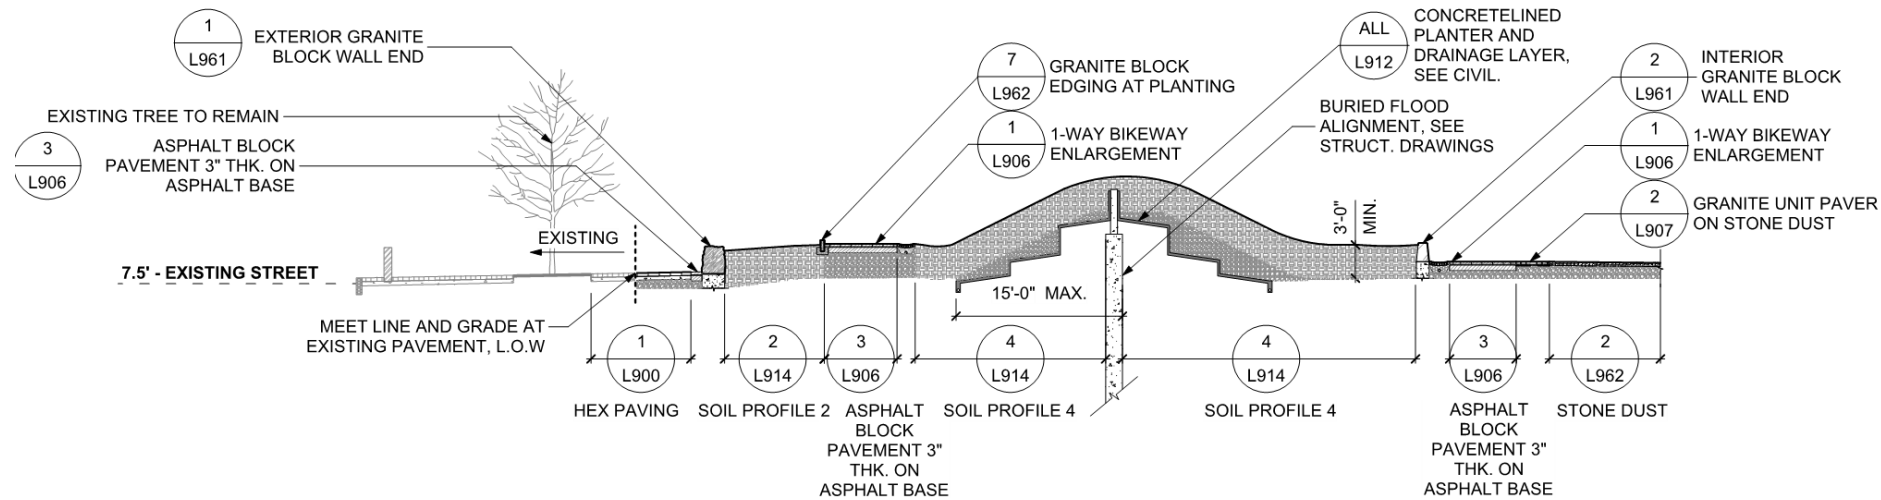 1
L961
EXTERIOR GRANITE
BLOCK WALL END
EXISTING TREE TO REMAIN
3
L906
ASPHALT BLOCK
PAVEMENT 3" THK. ON
ASPHALT BASE
7
L962
GRANITE BLOCK
EDGING AT PLANTING
1
L906
1-WAY BIKEWAY
ENLARGEMENT
ALL
L912
CONCRETELINED
PLANTER AND
DRAINAGE LAYER,
SEE CIVIL.
BURIED FLOOD
ALIGNMENT, SEE
STRUCT. DRAWINGS
2
L961
INTERIOR
GRANITE BLOCK
WALL END
1
L906
1-WAY BIKEWAY
ENLARGEMENT
2
L907
GRANITE UNIT PAVER
ON STONE DUST
EXISTING
7.5' - EXISTING STREET
3'-0"
MIN.
15'-0" MAX.
MEET LINE AND GRADE AT
EXISTING PAVEMENT, L.O.W
1
L900
HEX PAVING
2
L914
SOIL PROFILE 2
3
L906
ASPHALT
BLOCK
PAVEMENT 3"
THK. ON
ASPHALT BASE
4
L914
SOIL PROFILE 4
4
L914
SOIL PROFILE 4
3
L906
ASPHALT
BLOCK
PAVEMENT 3"
THK. ON
ASPHALT BASE
2
L962
STONE DUST